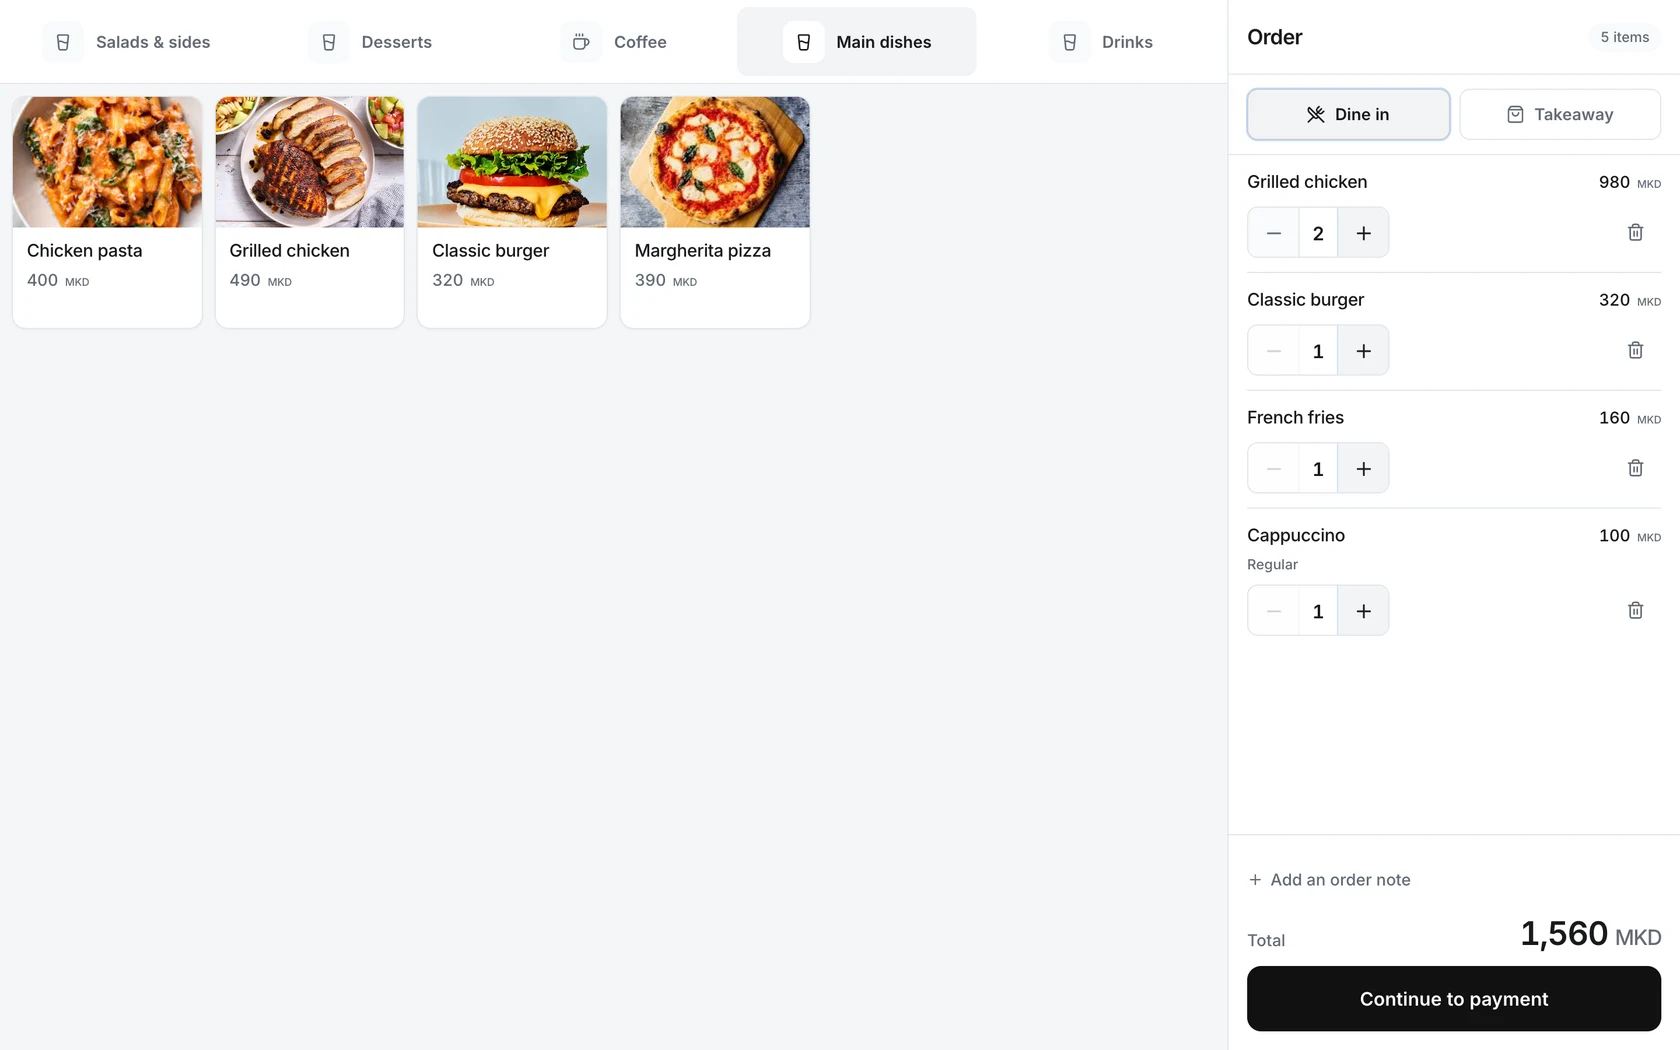 Salads & sides
Desserts
Coffee
Main dishes
Drinks
Chicken pasta
400 MKD
Grilled chicken
490 MKD
Classic burger
320 MKD
Margherita pizza
390 MKD
Order
5 items
Dine in
Takeaway
Grilled chicken
980 MKD
2
Classic burger
320 MKD
1
French fries
160 MKD
1
Cappuccino
100 MKD
Regular
1
Add an order note
Total
1,560 MKD
Continue to payment